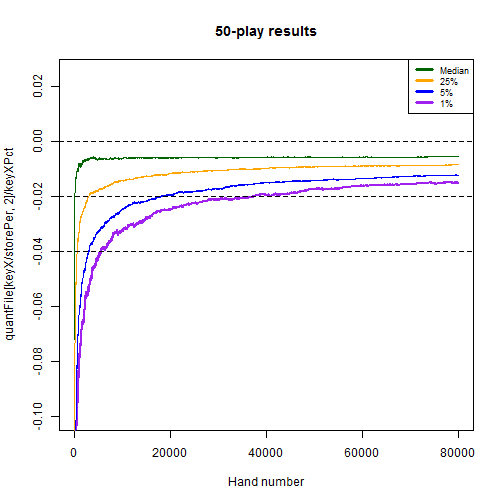 50-play results
Median
25%
5%
1%
0.02
0.00
-0.02
-0.04
-0.06
-0.08
-0.10
quantFile[keyX/storePer, 2]/keyXPct
0 20000 40000 60000 80000
Hand number